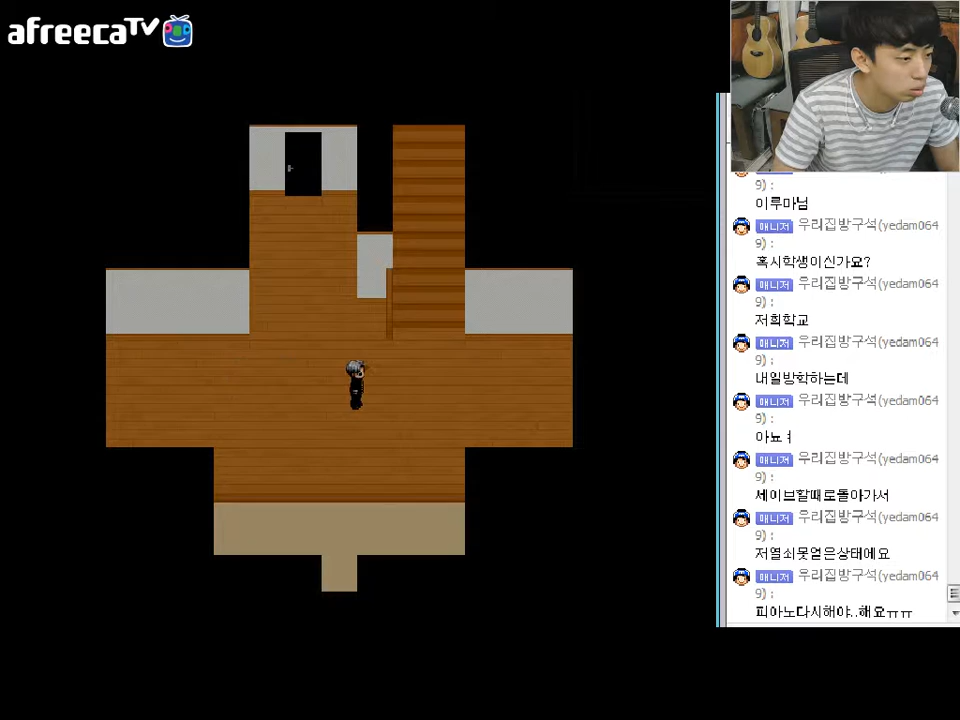 afreecaTV
9) :
이루마님
매니저 우리집방구석(yedam064
9) :
혹시학생이신가요?
매니저 우리집방구석(yedam064
9) :
저희학교
매니저 우리집방구석(yedam064
9) :
내일방학하는데
매니저 우리집방구석(yedam064
9) :
아뇨ㅕ
매니저 우리집방구석(yedam064
9) :
세이브할때로돌아가서
매니저 우리집방구석(yedam064
9) :
저열쇠못열은상태에요
매니저 우리집방구석(yedam064
9) :
피아노다시해야..해요ㅠㅠ